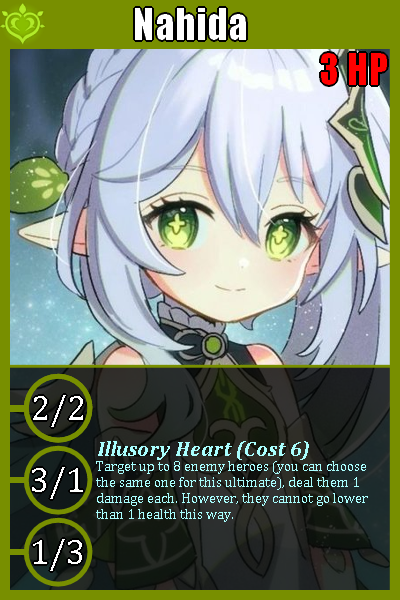 Nahida
3 HP
2/2
3/1
1/3
Illusory Heart (Cost 6)
Target up to 8 enemy heroes (you can choose
the same one for this ultimate), deal them 1
damage each. However, they cannot go lower
than 1 health this way.